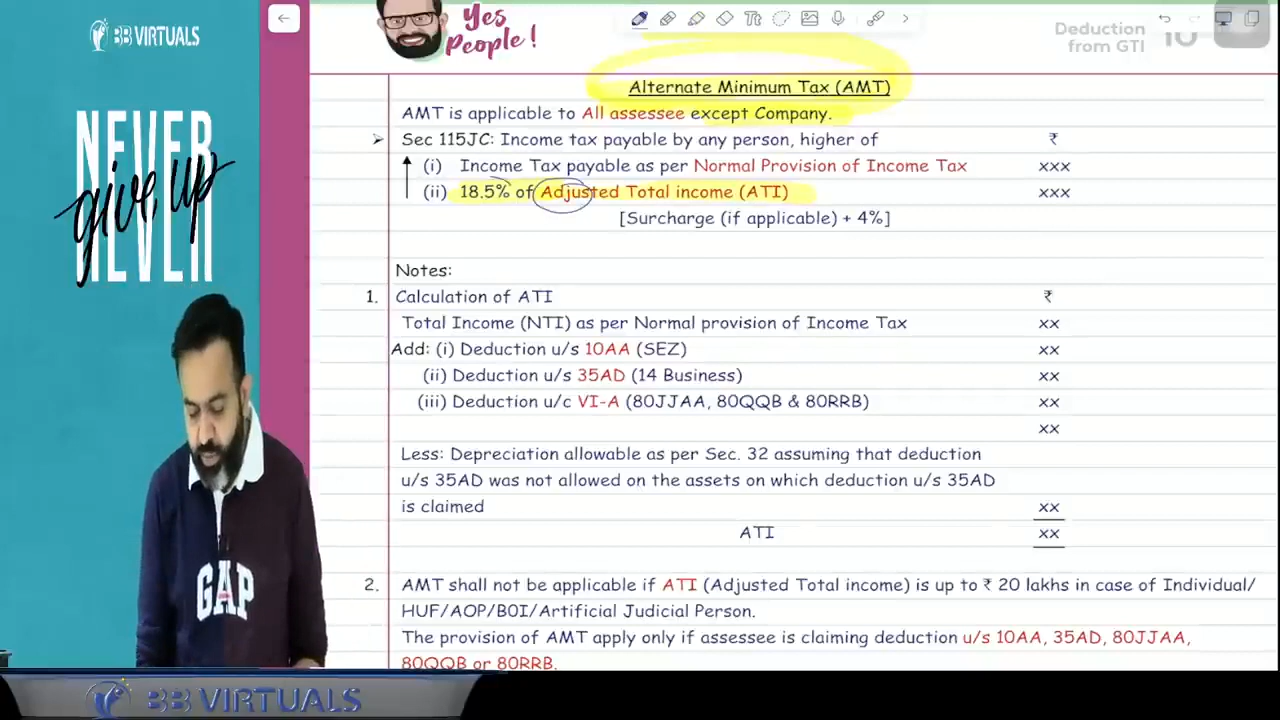 BB VIRTUALS
Yes People!
Deduction from GTI 10
NEVER
give up
NEVER
GAP
Alternate Minimum Tax (AMT)
AMT is applicable to All assessee except Company.
➢ Sec 115JC: Income tax payable by any person, higher of ₹
(i) Income Tax payable as per Normal Provision of Income Tax xxx
(ii) 18.5% of Adjusted Total income (ATI) xxx
[Surcharge (if applicable) + 4%]
Notes:
1. Calculation of ATI ₹
Total Income (NTI) as per Normal provision of Income Tax xx
Add: (i) Deduction u/s 10AA (SEZ) xx
(ii) Deduction u/s 35AD (14 Business) xx
(iii) Deduction u/c VI-A (80JJAA, 80QQB & 80RRB) xx
xx
Less: Depreciation allowable as per Sec. 32 assuming that deduction
u/s 35AD was not allowed on the assets on which deduction u/s 35AD
is claimed xx
ATI xx
2. AMT shall not be applicable if ATI (Adjusted Total income) is up to ₹ 20 lakhs in case of Individual/
HUF/AOP/BOI/Artificial Judicial Person.
The provision of AMT apply only if assessee is claiming deduction u/s 10AA, 35AD, 80JJAA,
80QQB or 80RRB.
BB VIRTUALS